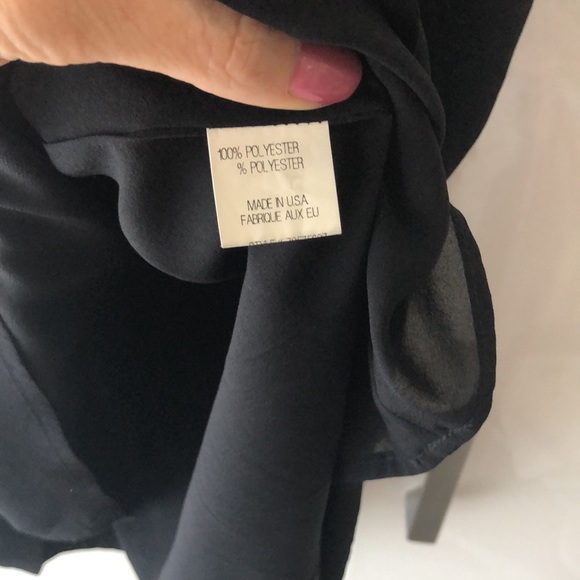 100% POLYESTER
% POLYESTER
MADE IN U.S.A.
FABRIQUE AUX EU